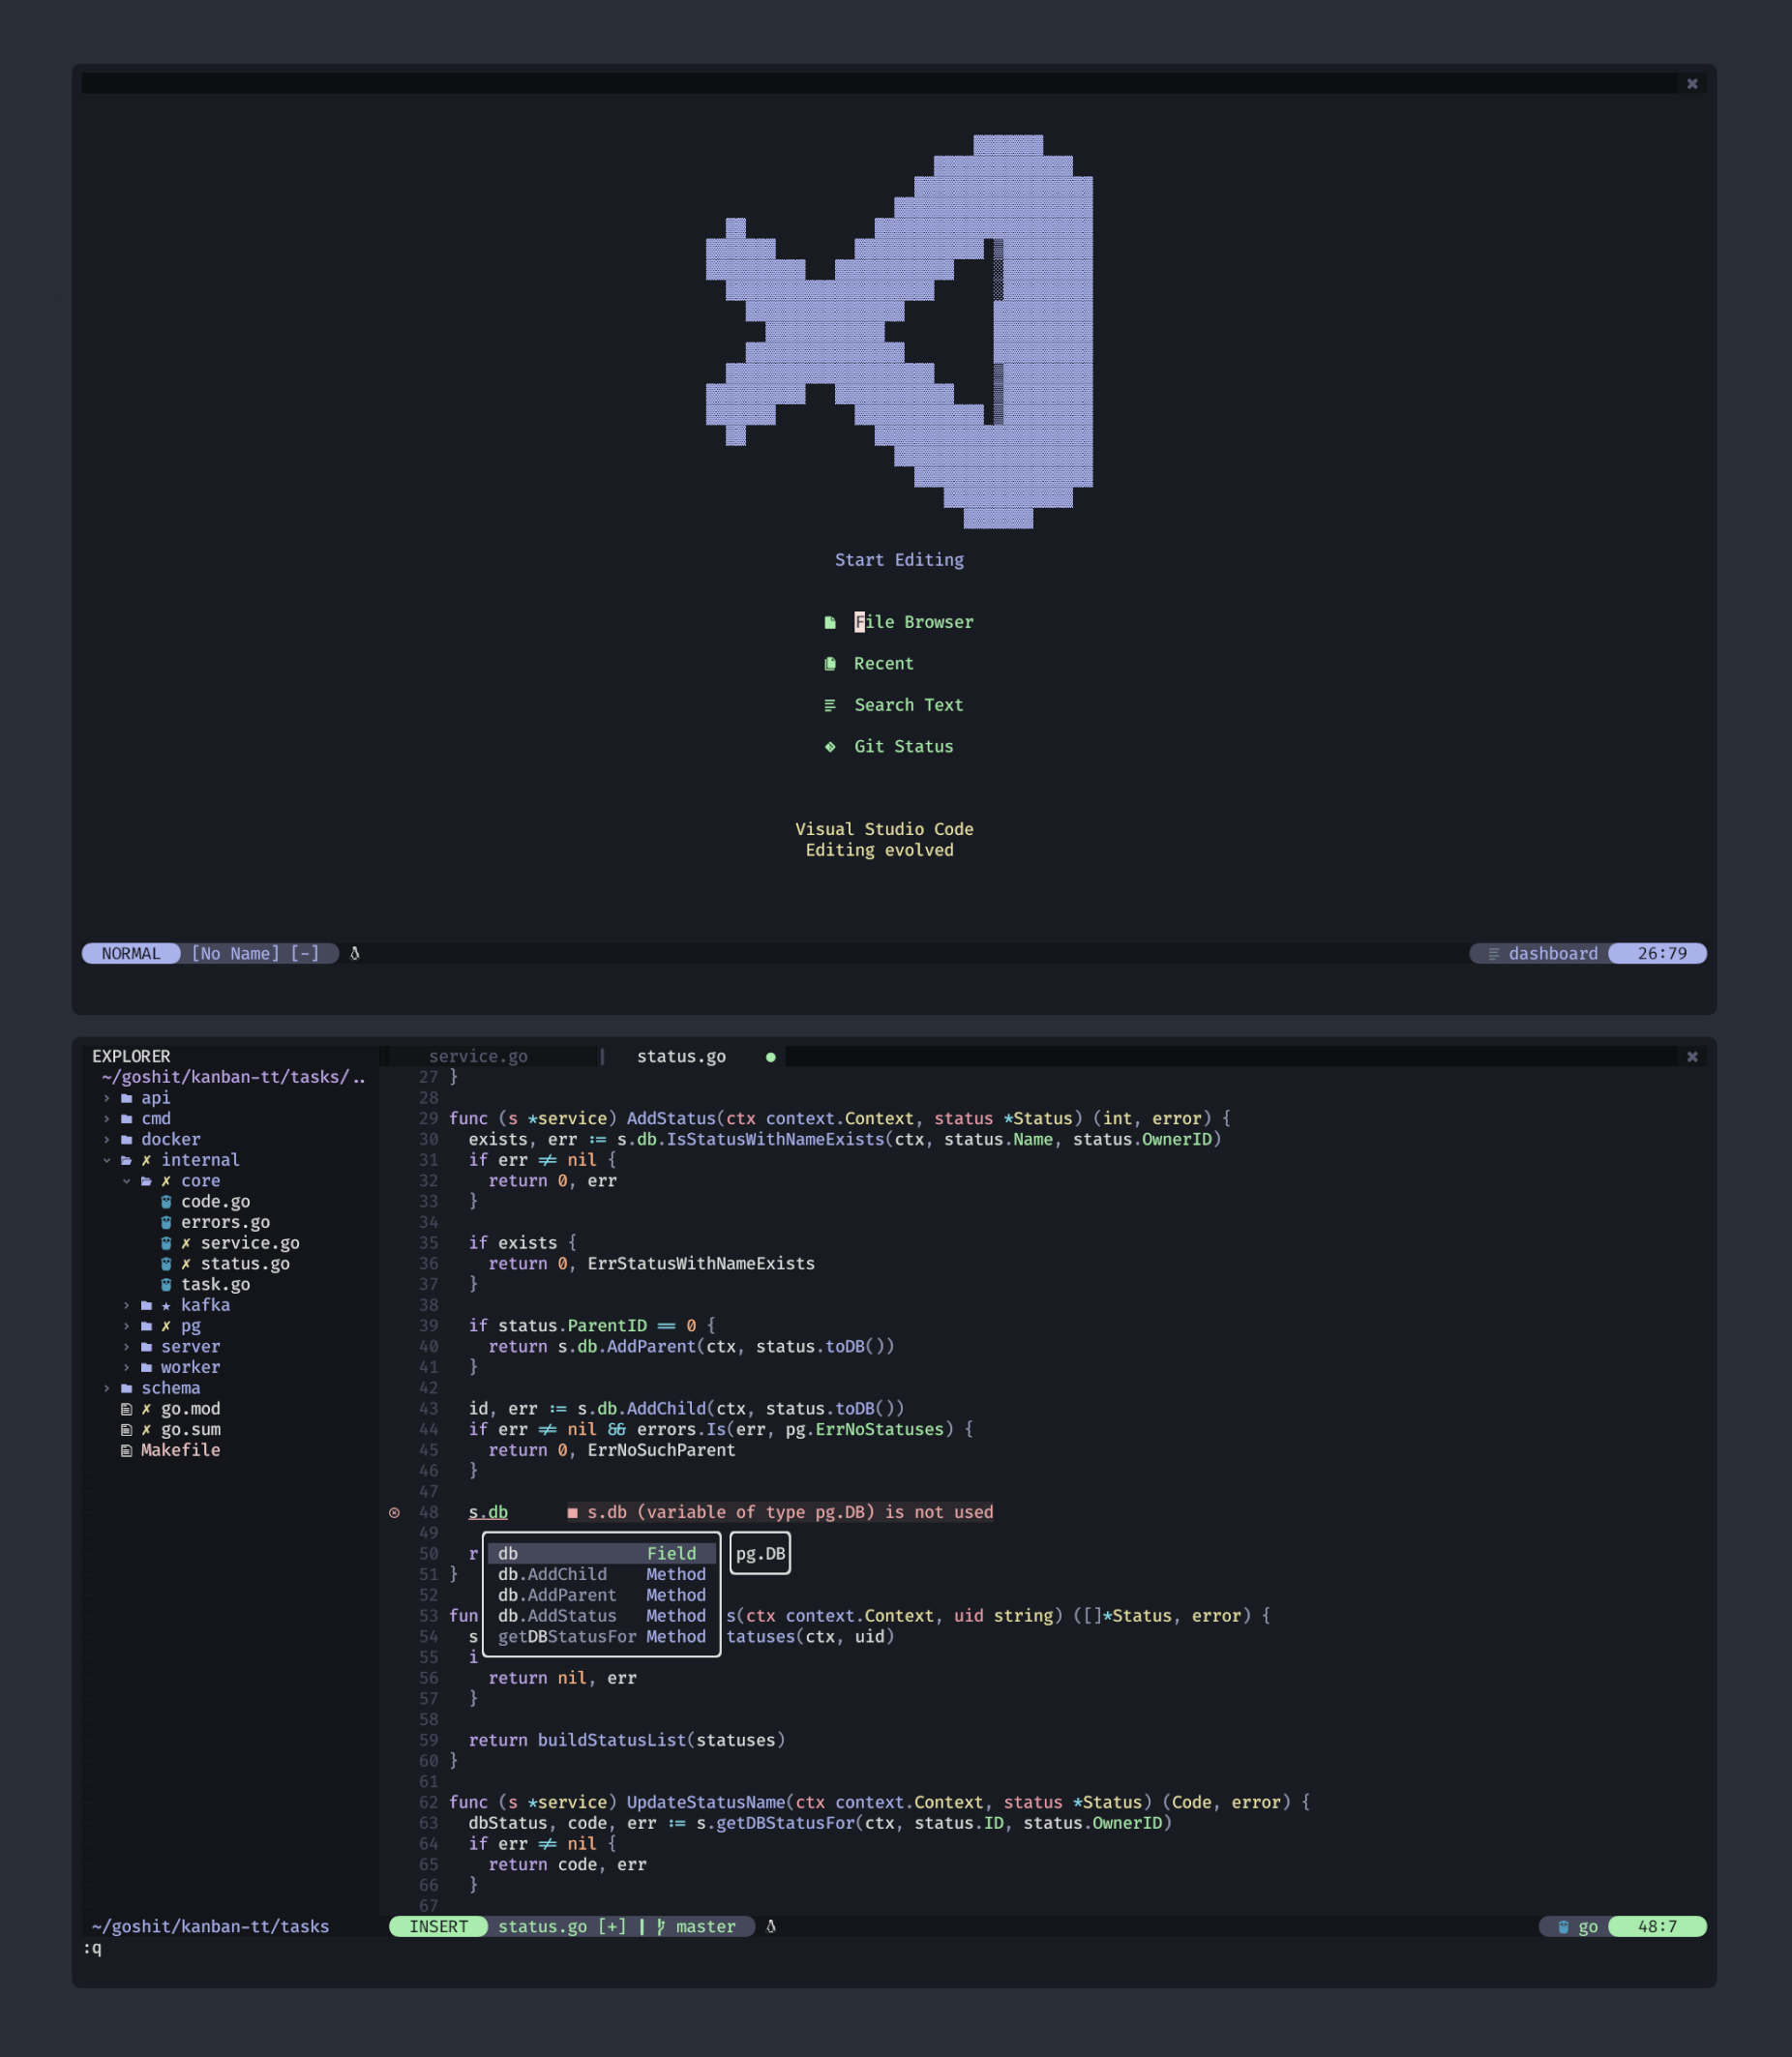 Start Editing
File Browser
Recent
Search Text
Git Status
Visual Studio Code
Editing evolved
NORMAL [No Name] [-] dashboard 26:79
EXPLORER
~/goshit/kanban-tt/tasks/..
api
cmd
docker
✗ internal
✗ core
code.go
errors.go
✗ service.go
✗ status.go
task.go
★ kafka
✗ pg
server
worker
schema
✗ go.mod
✗ go.sum
Makefile
~/goshit/kanban-tt/tasks
service.go | status.go ●
27 }
28
29 func (s *service) AddStatus(ctx context.Context, status *Status) (int, error) {
30 exists, err := s.db.IsStatusWithNameExists(ctx, status.Name, status.OwnerID)
31 if err != nil {
32 return 0, err
33 }
34
35 if exists {
36 return 0, ErrStatusWithNameExists
37 }
38
39 if status.ParentID == 0 {
40 return s.db.AddParent(ctx, status.toDB())
41 }
42
43 id, err := s.db.AddChild(ctx, status.toDB())
44 if err != nil && errors.Is(err, pg.ErrNoStatuses) {
45 return 0, ErrNoSuchParent
46 }
47
48 s.db ■ s.db (variable of type pg.DB) is not used
49
50 r
db Field
pg.DB
51 }
db.AddChild Method
52
db.AddParent Method
53 fun
db.AddStatus Method
s(ctx context.Context, uid string) ([]*Status, error) {
54 s
getDBStatusFor Method
tatuses(ctx, uid)
55 i
56 return nil, err
57 }
58
59 return buildStatusList(statuses)
60 }
61
62 func (s *service) UpdateStatusName(ctx context.Context, status *Status) (Code, error) {
63 dbStatus, code, err := s.getDBStatusFor(ctx, status.ID, status.OwnerID)
64 if err != nil {
65 return code, err
66 }
67
INSERT status.go [+] | master go 48:7
:q